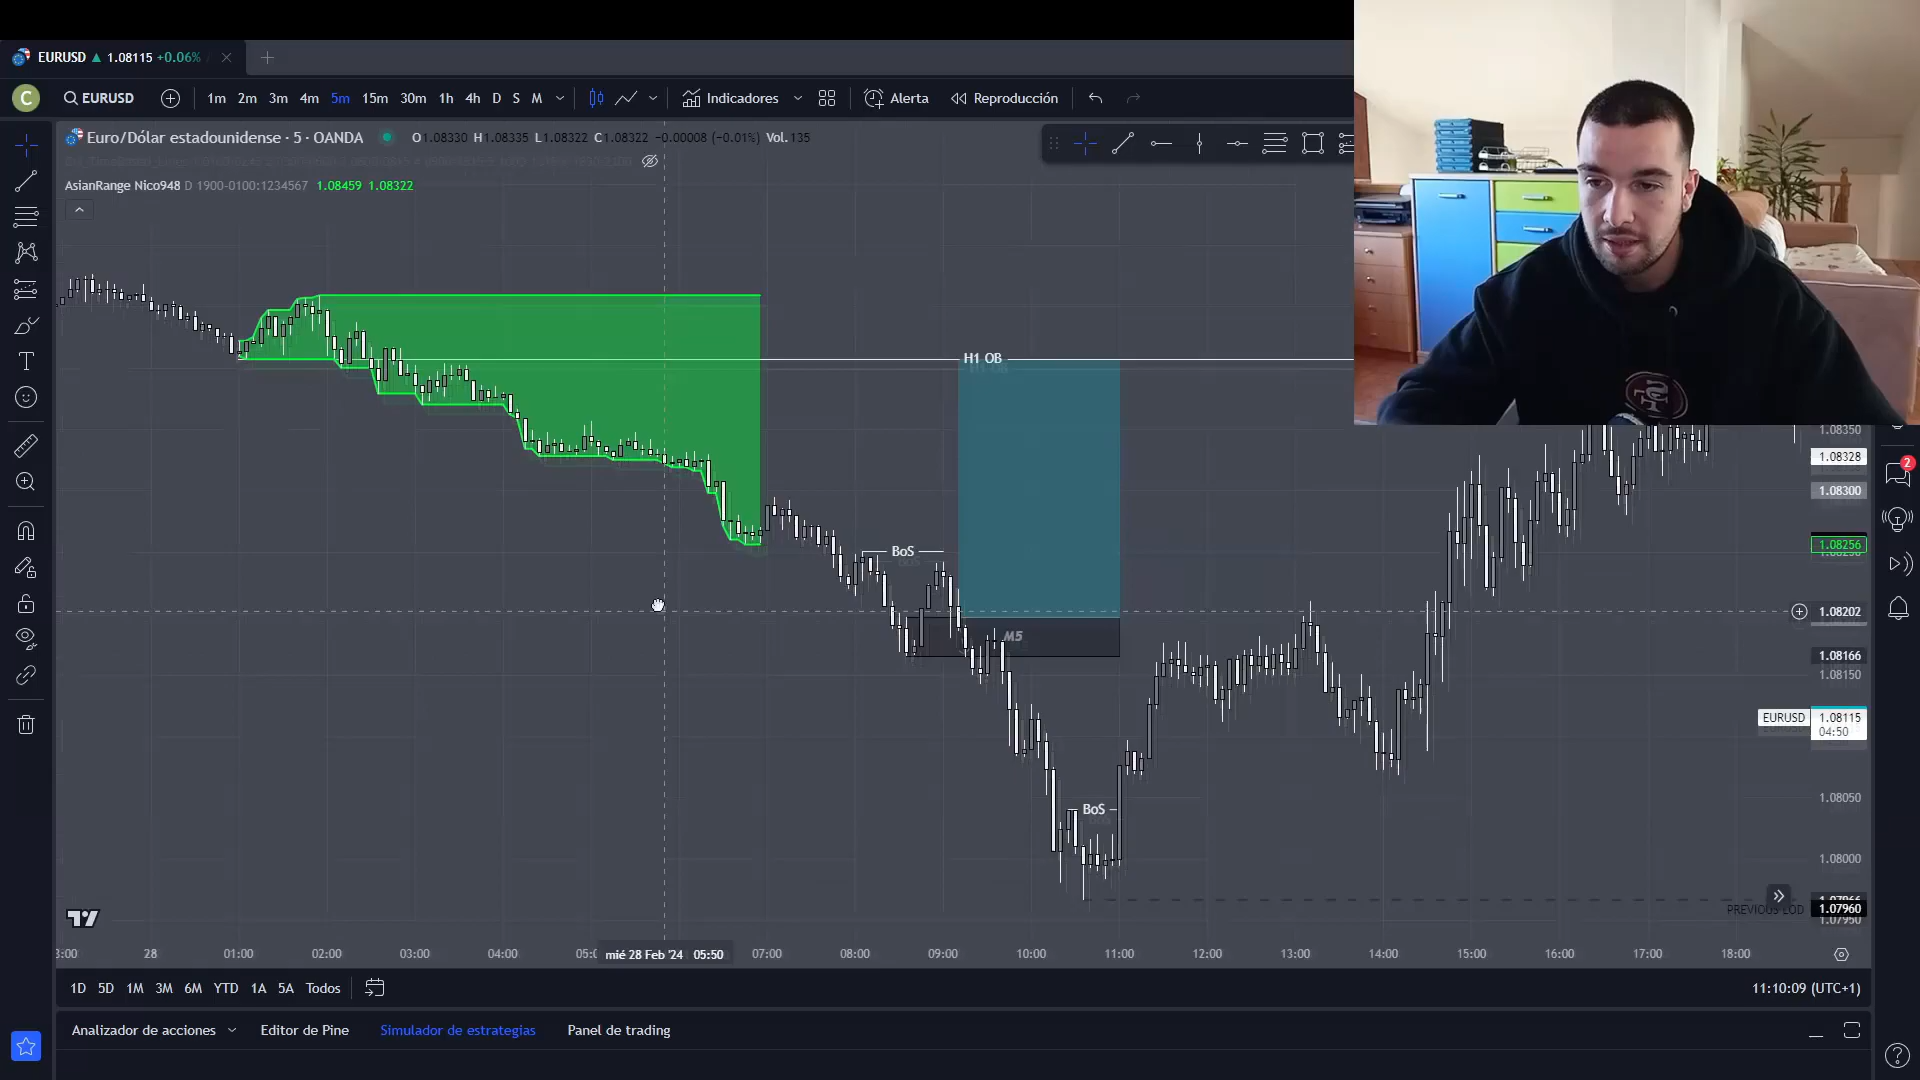 EURUSD ▲ 1.08115 +0.06%
C EURUSD 1m 2m 3m 4m 5m 15m 30m 1h 4h D S M Indicadores Alerta Reproducción
Euro/Dólar estadounidense · 5 · OANDA O1.08330 H1.08335 L1.08322 C1.08322 −0.00008 (−0.01%) Vol.135
AsianRange Nico948 D 1900-0100:1234567 1.08459 1.08322
H1 OB
BoS
M5
BoS
1.08350
1.08328
1.08300
1.08256
1.08202
1.08166
1.08150
EURUSD 1.08115
04:50
1.08050
1.08000
PREVIOUS LOD 1.07960
1.07950
2
28 01:00 02:00 03:00 04:00 mié 28 Feb '24 05:50 07:00 08:00 09:00 10:00 11:00 12:00 13:00 14:00 15:00 16:00 17:00 18:00
1D 5D 1M 3M 6M YTD 1A 5A Todos 11:10:09 (UTC+1)
Analizador de acciones Editor de Pine Simulador de estrategias Panel de trading